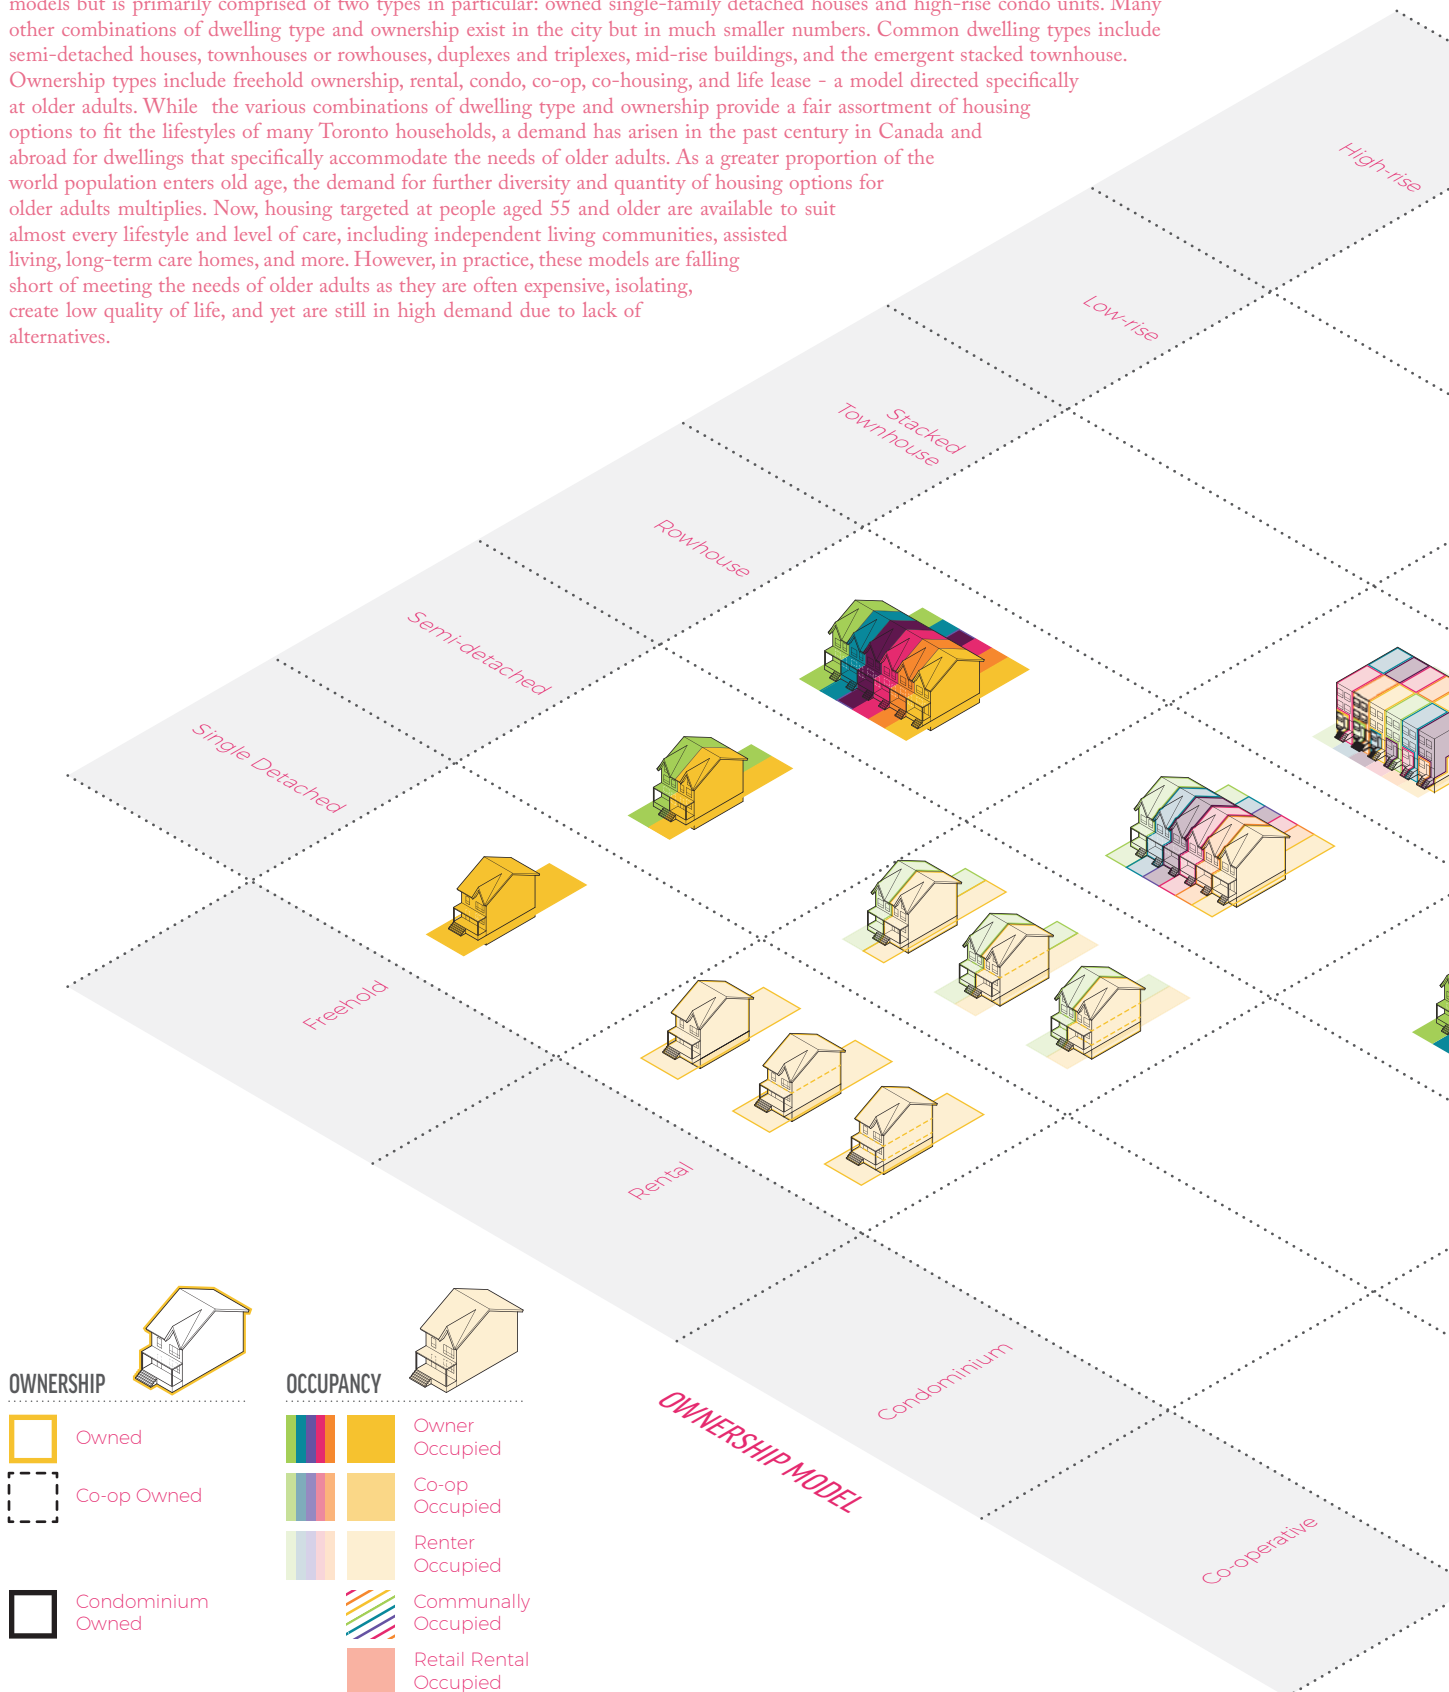 models but is primarily comprised of two types in particular: owned single-family detached houses and high-rise condo units. Many
other combinations of dwelling type and ownership exist in the city but in much smaller numbers. Common dwelling types include
semi-detached houses, townhouses or rowhouses, duplexes and triplexes, mid-rise buildings, and the emergent stacked townhouse.
Ownership types include freehold ownership, rental, condo, co-op, co-housing, and life lease - a model directed specifically
at older adults. While the various combinations of dwelling type and ownership provide a fair assortment of housing
options to fit the lifestyles of many Toronto households, a demand has arisen in the past century in Canada and
abroad for dwellings that specifically accommodate the needs of older adults. As a greater proportion of the
world population enters old age, the demand for further diversity and quantity of housing options for
older adults multiplies. Now, housing targeted at people aged 55 and older are available to suit
almost every lifestyle and level of care, including independent living communities, assisted
living, long-term care homes, and more. However, in practice, these models are falling
short of meeting the needs of older adults as they are often expensive, isolating,
create low quality of life, and yet are still in high demand due to lack of
alternatives.
High-rise
Low-rise
Stacked
Townhouse
Rowhouse
Semi-detached
Single Detached
Freehold
Rental
Condominium
Co-operative
OWNERSHIP MODEL
OWNERSHIP
Owned
Co-op Owned
Condominium
Owned
OCCUPANCY
Owner
Occupied
Co-op
Occupied
Renter
Occupied
Communally
Occupied
Retail Rental
Occupied